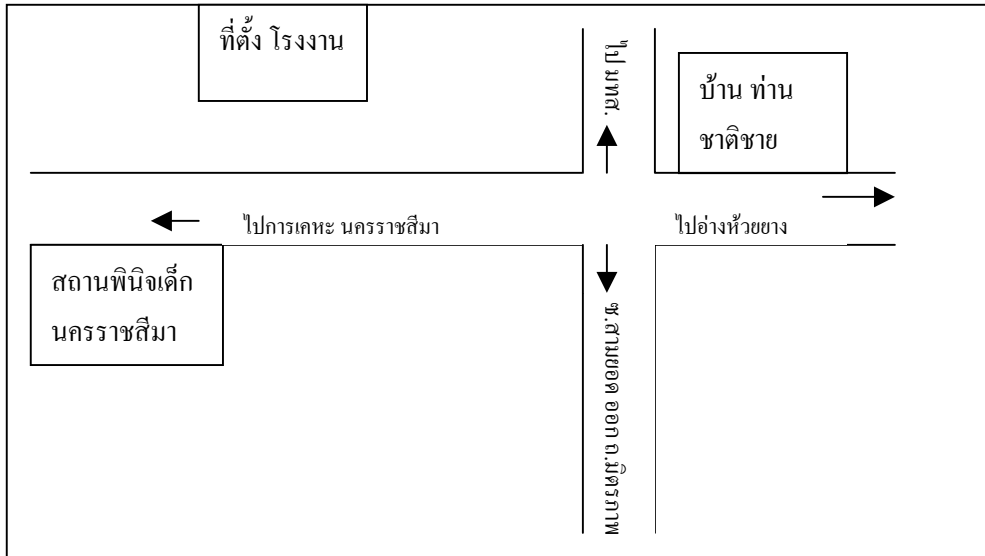 ที่ตั้ง โรงงาน
ไป มทส.
บ้าน ท่าน
ชาติชาย
ไปการเคหะ นครราชสีมา
ไปอ่างห้วยยาง
สถานพินิจเด็ก
นครราชสีมา
ซ.สามยอด ออก ถ.มิตรภาพ